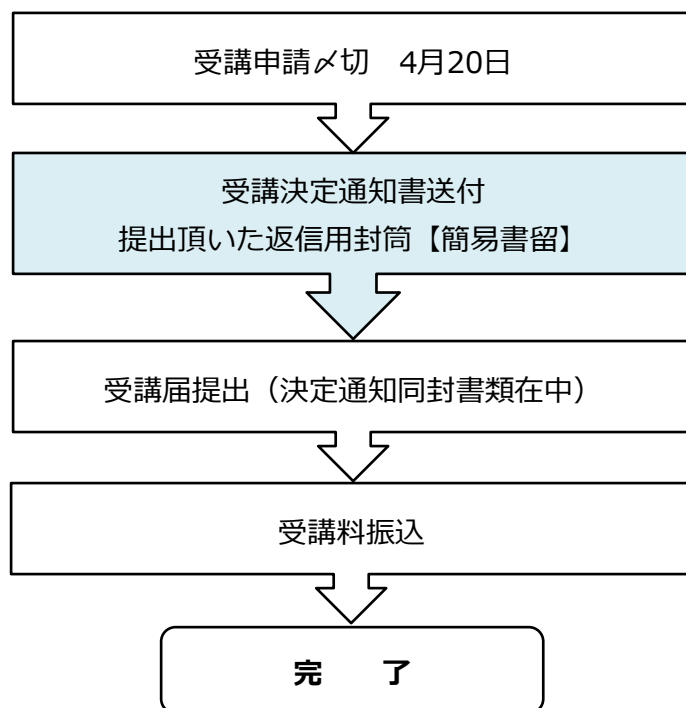 受講申請〆切　4月20日
受講決定通知書送付
提出頂いた返信用封筒【簡易書留】
受講届提出（決定通知同封書類在中）
受講料振込
完　了